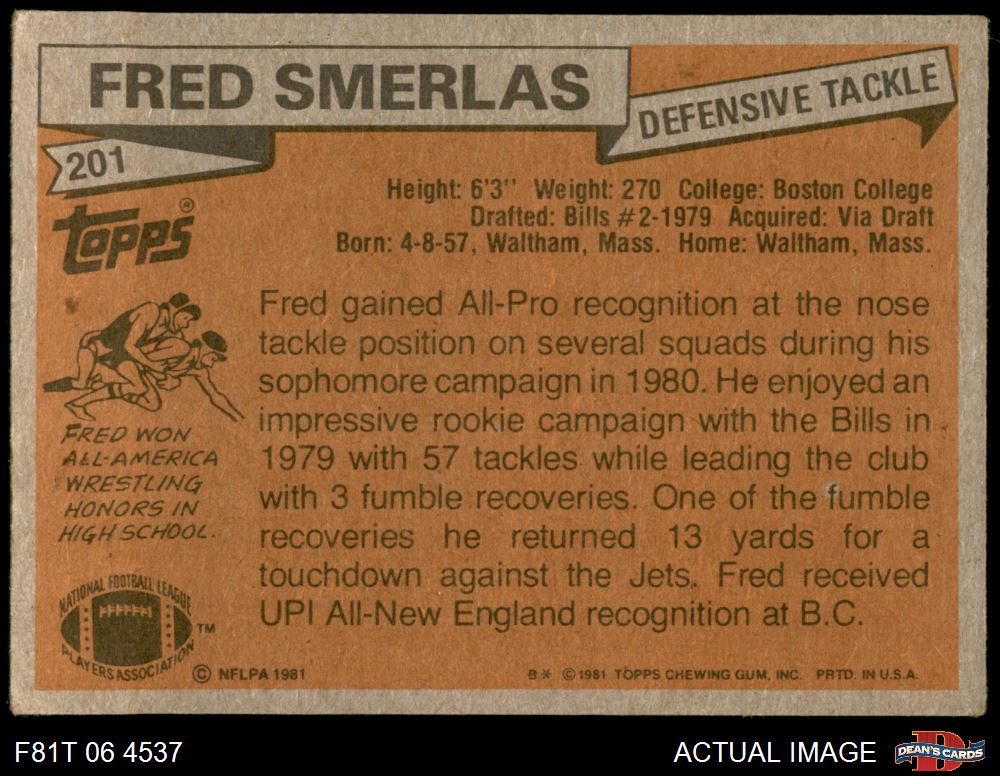 FRED SMERLAS
DEFENSIVE TACKLE
201
TOPPS®
Height: 6'3" Weight: 270 College: Boston College
Drafted: Bills #2-1979 Acquired: Via Draft
Born: 4-8-57, Waltham, Mass. Home: Waltham, Mass.
Fred gained All-Pro recognition at the nose
tackle position on several squads during his
sophomore campaign in 1980. He enjoyed an
impressive rookie campaign with the Bills in
1979 with 57 tackles while leading the club
with 3 fumble recoveries. One of the fumble
recoveries he returned 13 yards for a
touchdown against the Jets. Fred received
UPI All-New England recognition at B.C.
FRED WON
ALL-AMERICA
WRESTLING
HONORS IN
HIGH SCHOOL.
NATIONAL FOOTBALL LEAGUE
PLAYERS ASSOCIATION
TM
© NFLPA 1981
B* © 1981 TOPPS CHEWING GUM, INC. PRTD. IN U.S.A.
F81T 06 4537
ACTUAL IMAGE
D
DEAN'S CARDS